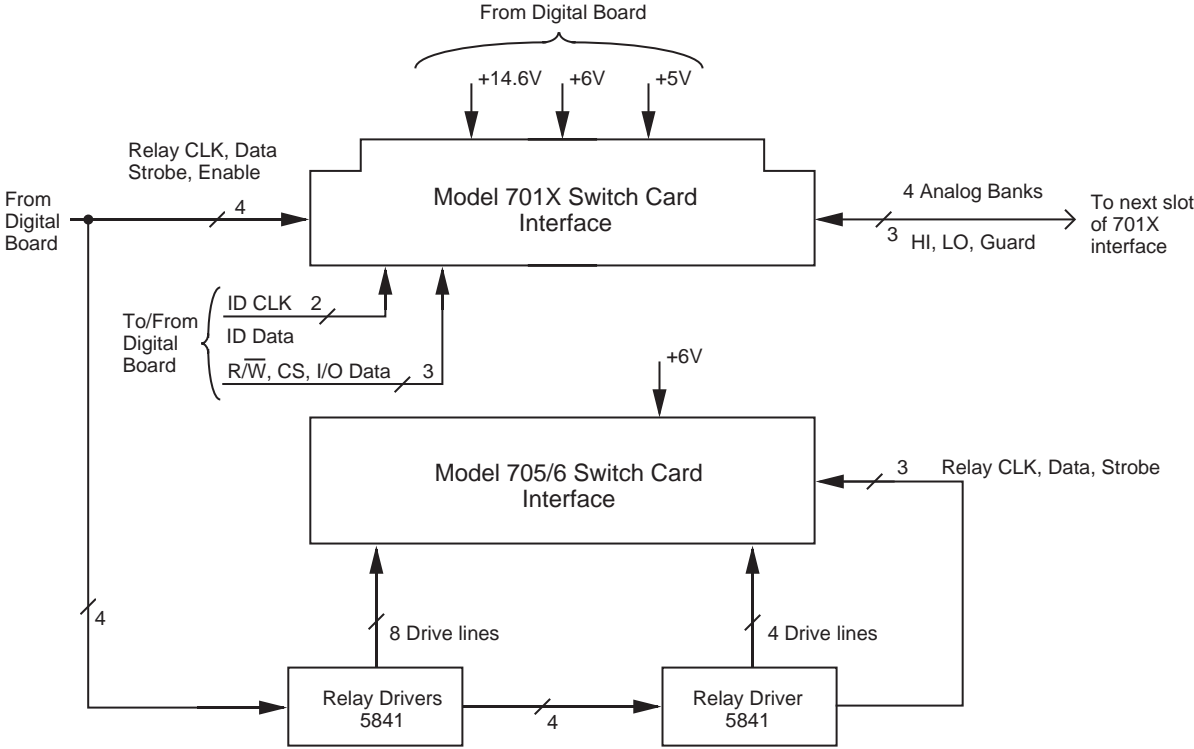 From Digital Board
+14.6V
+6V
+5V
Relay CLK, Data
Strobe, Enable
4
From
Digital
Board
Model 701X Switch Card
Interface
4 Analog Banks
3
HI, LO, Guard
To next slot
of 701X
interface
To/From
Digital
Board
ID CLK 2
ID Data
R/W̅, CS, I/O Data 3
+6V
Model 705/6 Switch Card
Interface
3
Relay CLK, Data, Strobe
4
8 Drive lines
4 Drive lines
Relay Drivers
5841
4
Relay Driver
5841